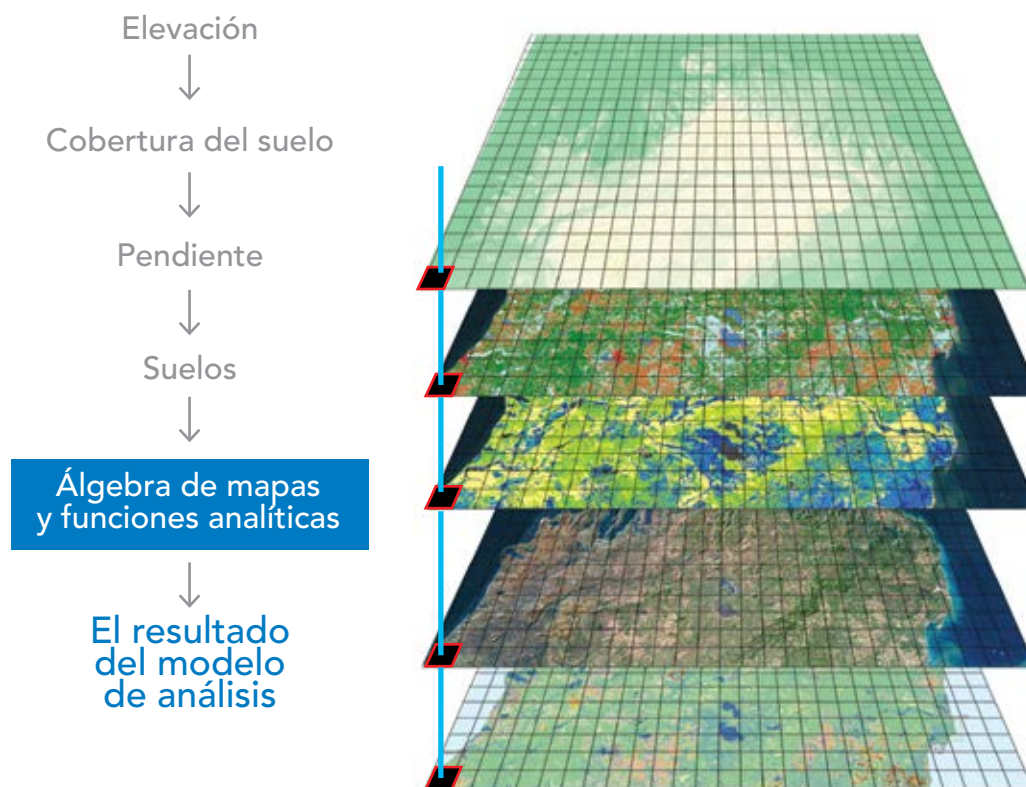 Elevación
Cobertura del suelo
Pendiente
Suelos
Álgebra de mapas
y funciones analíticas
El resultado
del modelo
de análisis